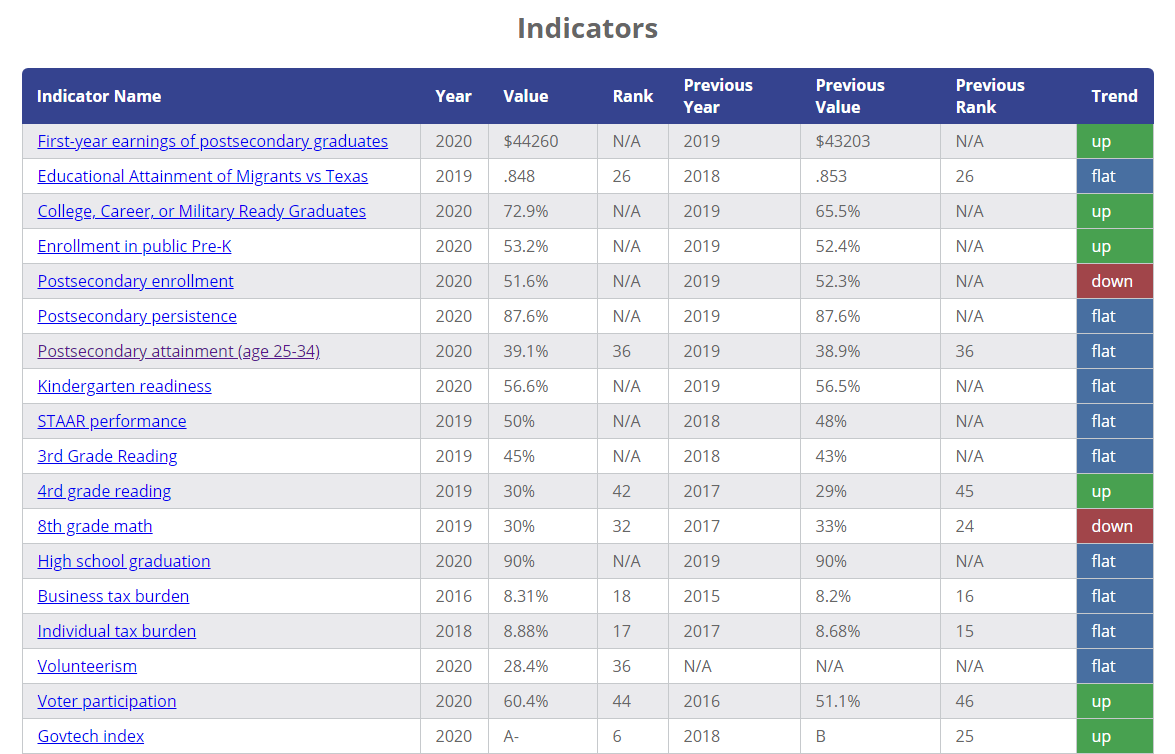 Indicators
Indicator Name Year Value Rank Previous Year Previous Value Previous Rank Trend
First-year earnings of postsecondary graduates 2020 $44260 N/A 2019 $43203 N/A up
Educational Attainment of Migrants vs Texas 2019 .848 26 2018 .853 26 flat
College, Career, or Military Ready Graduates 2020 72.9% N/A 2019 65.5% N/A up
Enrollment in public Pre-K 2020 53.2% N/A 2019 52.4% N/A up
Postsecondary enrollment 2020 51.6% N/A 2019 52.3% N/A down
Postsecondary persistence 2020 87.6% N/A 2019 87.6% N/A flat
Postsecondary attainment (age 25-34) 2020 39.1% 36 2019 38.9% 36 flat
Kindergarten readiness 2020 56.6% N/A 2019 56.5% N/A flat
STAAR performance 2019 50% N/A 2018 48% N/A flat
3rd Grade Reading 2019 45% N/A 2018 43% N/A flat
4rd grade reading 2019 30% 42 2017 29% 45 up
8th grade math 2019 30% 32 2017 33% 24 down
High school graduation 2020 90% N/A 2019 90% N/A flat
Business tax burden 2016 8.31% 18 2015 8.2% 16 flat
Individual tax burden 2018 8.88% 17 2017 8.68% 15 flat
Volunteerism 2020 28.4% 36 N/A N/A N/A flat
Voter participation 2020 60.4% 44 2016 51.1% 46 up
Govtech index 2020 A- 6 2018 B 25 up